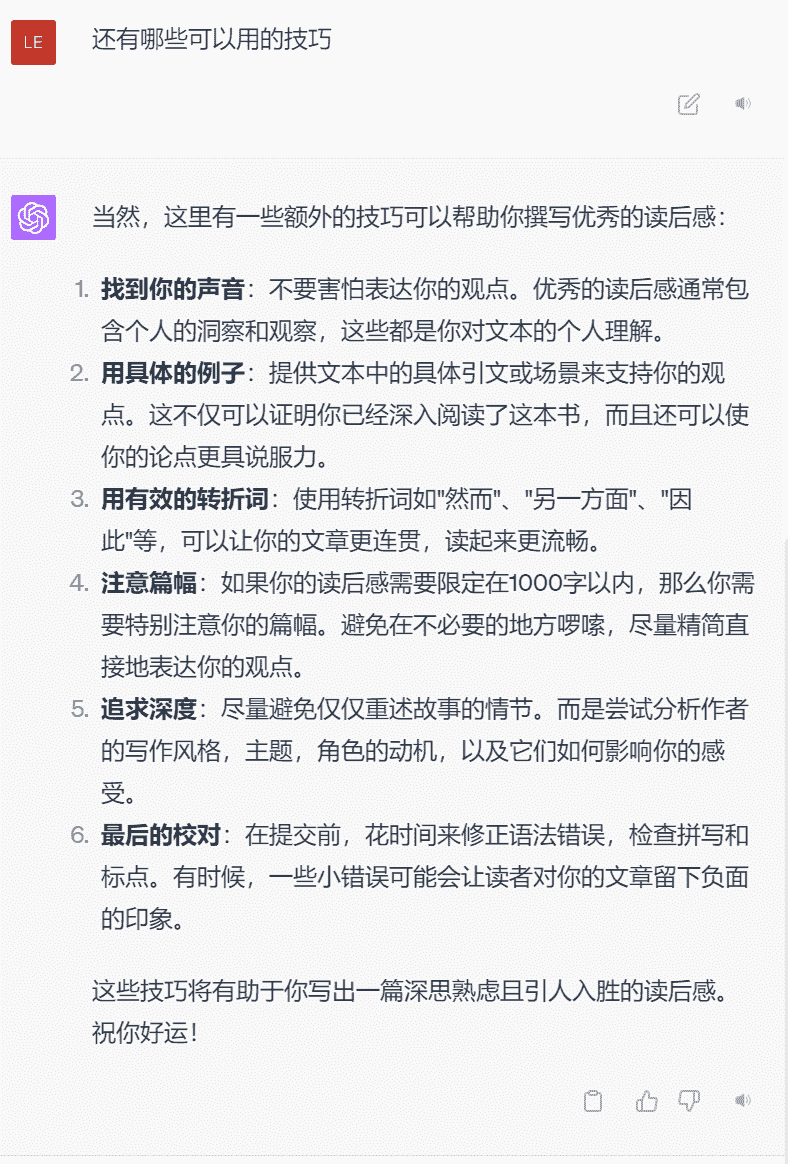 LE
还有哪些可以用的技巧
当然，这里有一些额外的技巧可以帮助你撰写优秀的读后感：
1. 找到你的声音：不要害怕表达你的观点。优秀的读后感通常包
含个人的洞察和观察，这些都是你对文本的个人理解。
2. 用具体的例子：提供文本中的具体引文或场景来支持你的观
点。这不仅可以证明你已经深入阅读了这本书，而且还可以使
你的论点更具说服力。
3. 用有效的转折词：使用转折词如"然而"、"另一方面"、"因
此"等，可以让你的文章更连贯，读起来更流畅。
4. 注意篇幅：如果你的读后感需要限定在1000字以内，那么你需
要特别注意你的篇幅。避免在不必要的地方啰嗦，尽量精简直
接地表达你的观点。
5. 追求深度：尽量避免仅仅重述故事的情节。而是尝试分析作者
的写作风格，主题，角色的动机，以及它们如何影响你的感
受。
6. 最后的校对：在提交前，花时间来修正语法错误，检查拼写和
标点。有时候，一些小错误可能会让读者对你的文章留下负面
的印象。
这些技巧将有助于你写出一篇深思熟虑且引人入胜的读后感。
祝你好运！